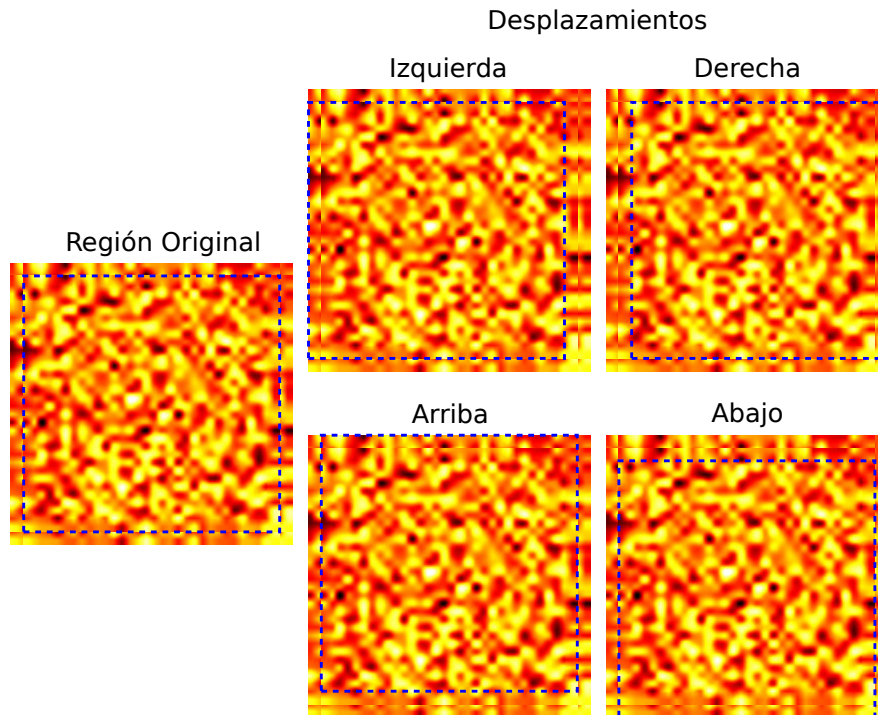 Desplazamientos
Izquierda
Derecha
Región Original
Arriba
Abajo